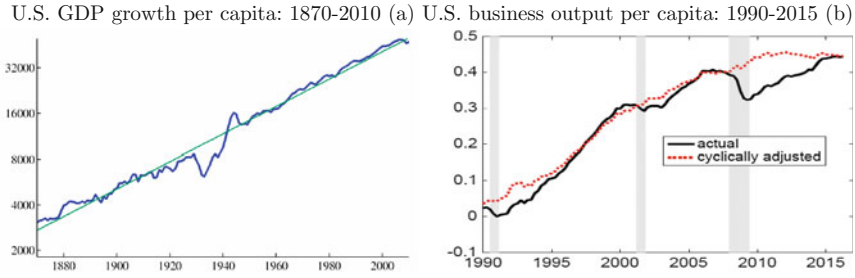 U.S. GDP growth per capita: 1870-2010 (a) U.S. business output per capita: 1990-2015 (b)
32000
16000
8000
4000
2000
1880 1900 1920 1940 1960 1980 2000
0.5
0.4
0.3
0.2
0.1
0
-0.1
actual
cyclically adjusted
1990 1995 2000 2005 2010 2015